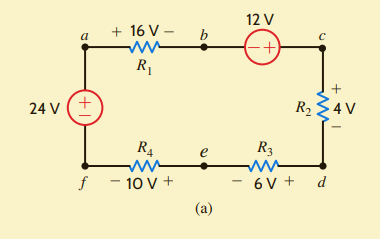 12 V
a + 16 V – b – + c
R1
24 V + – R2 + 4 V –
R4 e R3
f – 10 V + – 6 V + d
(a)